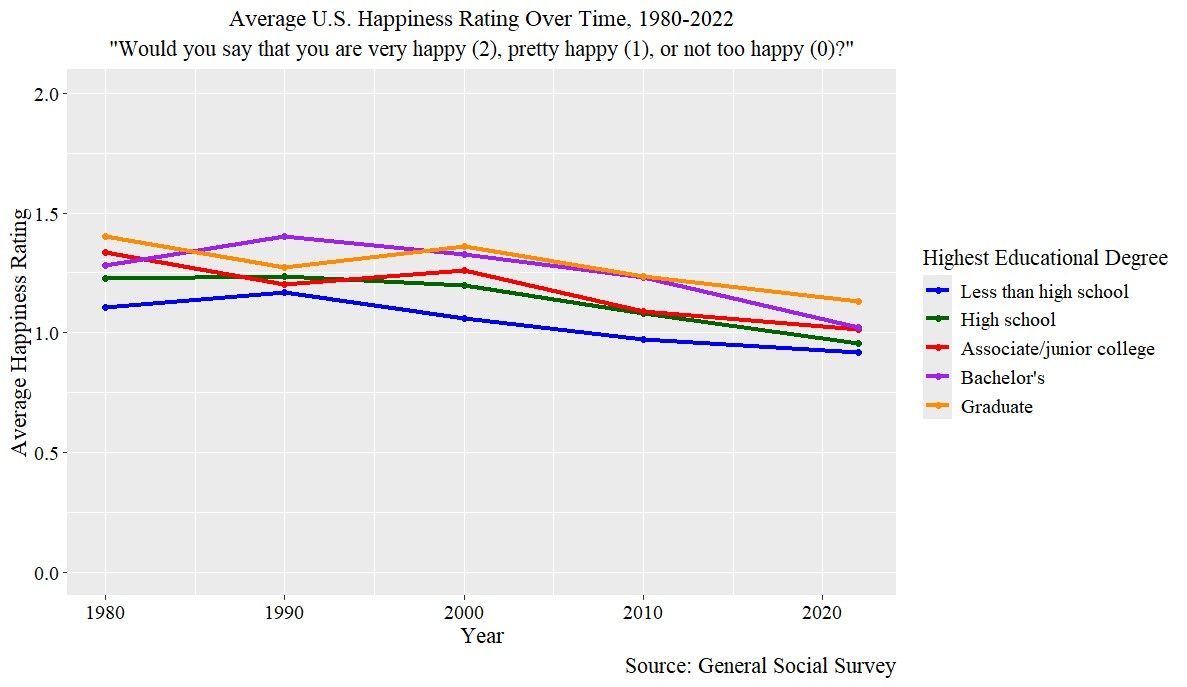 Average U.S. Happiness Rating Over Time, 1980-2022
"Would you say that you are very happy (2), pretty happy (1), or not too happy (0)?"
Average Happiness Rating
2.0
1.5
1.0
0.5
0.0
1980 1990 2000 2010 2020
Year
Highest Educational Degree
Less than high school
High school
Associate/junior college
Bachelor's
Graduate
Source: General Social Survey